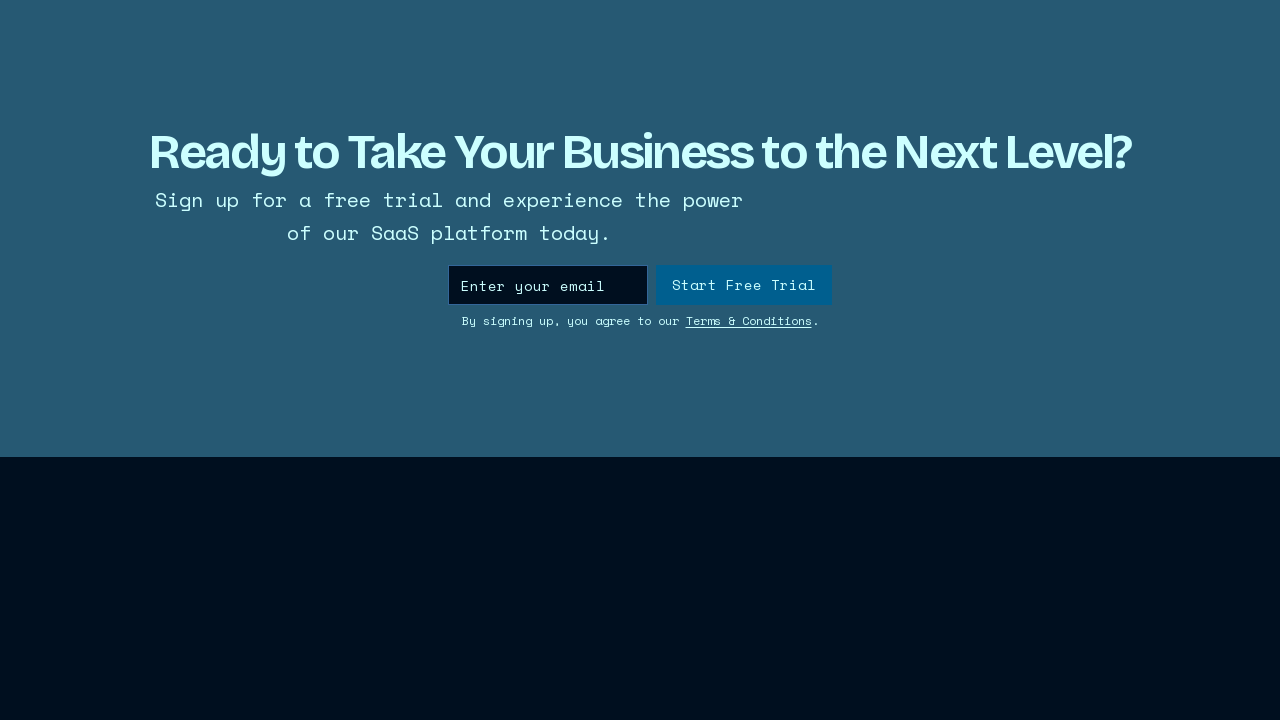 Ready to Take Your Business to the Next Level?
Sign up for a free trial and experience the power
of our SaaS platform today.
Enter your email
Start Free Trial
By signing up, you agree to our Terms & Conditions.